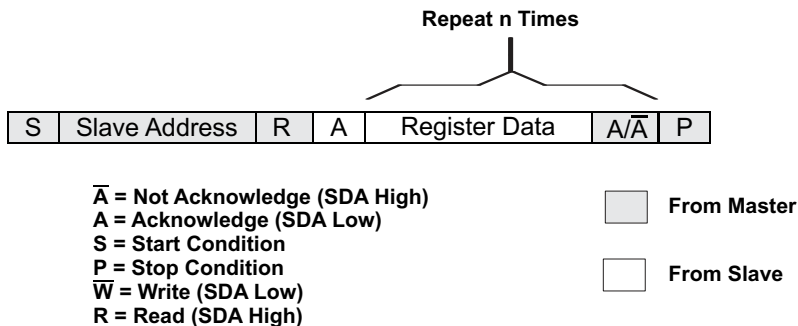 Repeat n Times
S Slave Address R A Register Data A/A̅ P
A̅ = Not Acknowledge (SDA High)
A = Acknowledge (SDA Low)
S = Start Condition
P = Stop Condition
W̅ = Write (SDA Low)
R = Read (SDA High)
From Master
From Slave